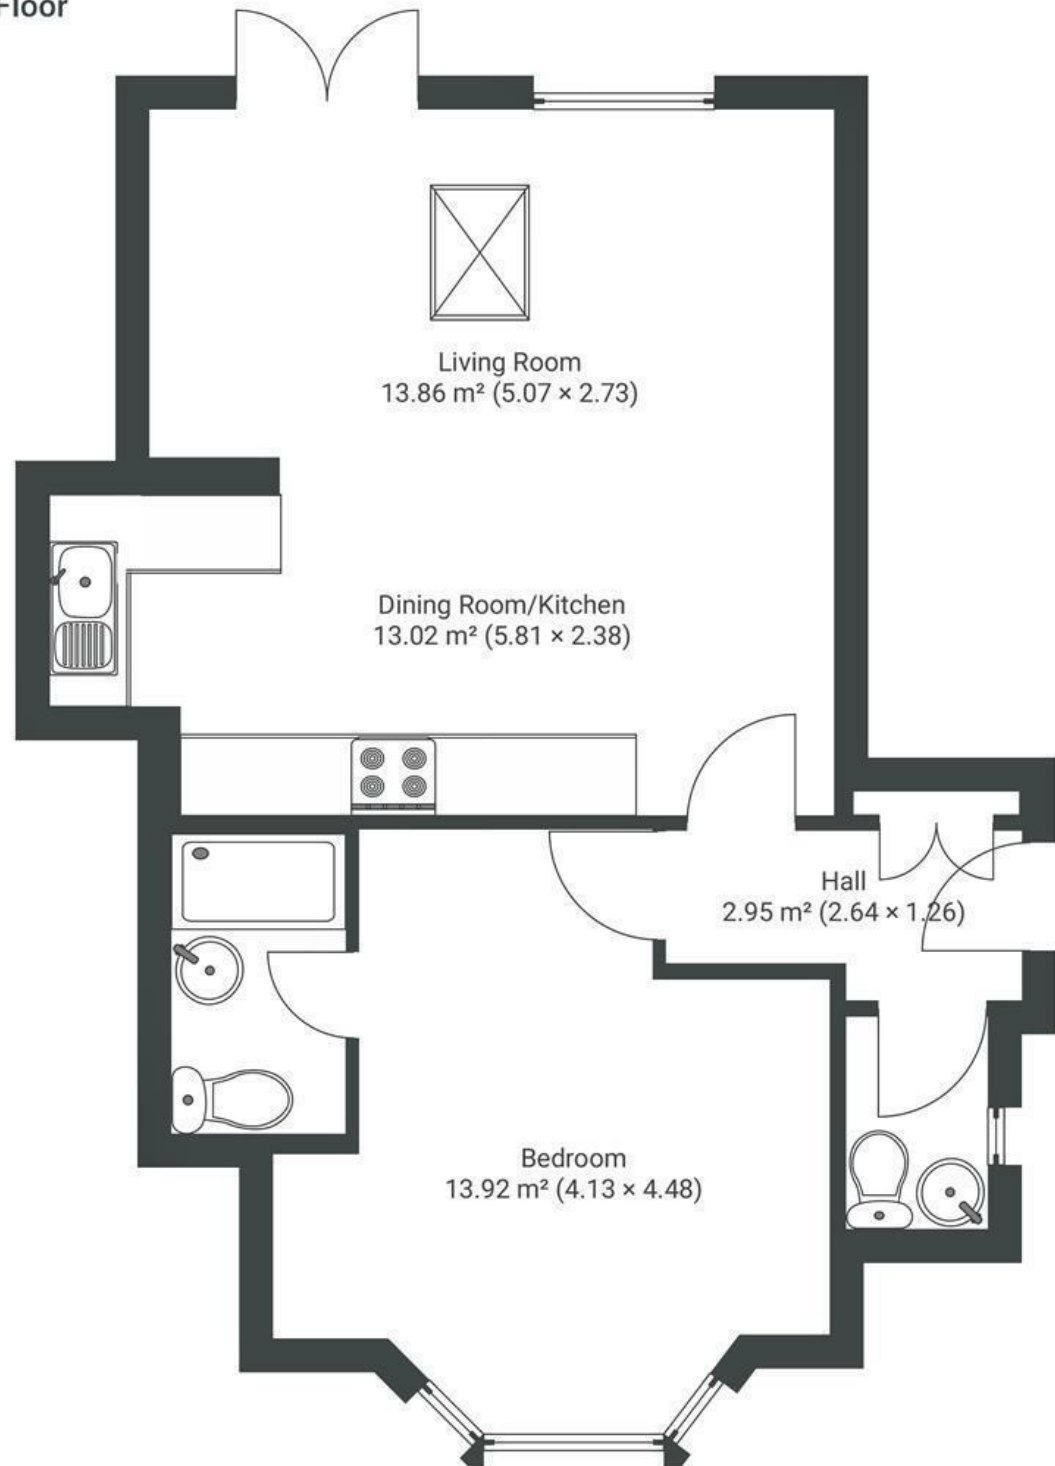 Floor
Living Room
13.86 m² (5.07 × 2.73)
Dining Room/Kitchen
13.02 m² (5.81 × 2.38)
Hall
2.95 m² (2.64 × 1.26)
Bedroom
13.92 m² (4.13 × 4.48)